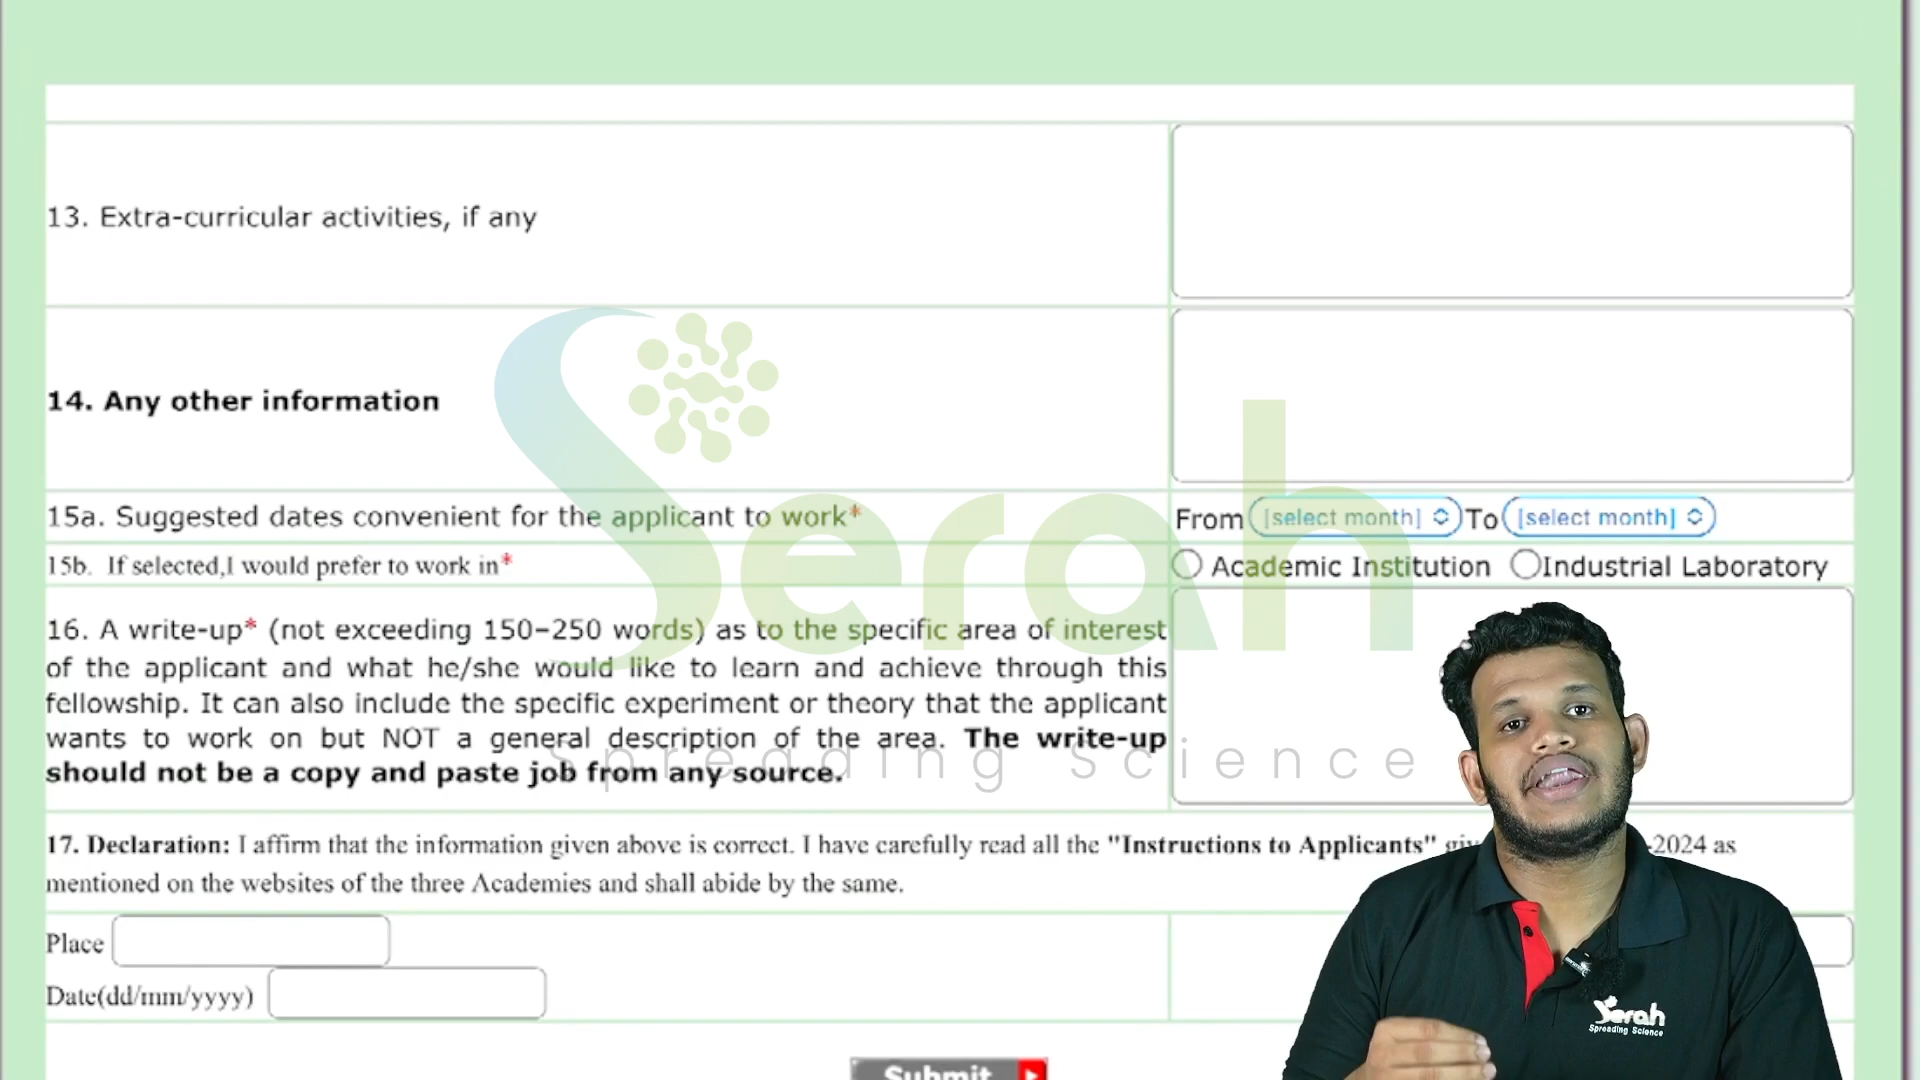 13. Extra-curricular activities, if any
14. Any other information
15a. Suggested dates convenient for the applicant to work*
From [select month] To [select month]
15b. If selected,I would prefer to work in*
Academic Institution Industrial Laboratory
16. A write-up* (not exceeding 150–250 words) as to the specific area of interest
of the applicant and what he/she would like to learn and achieve through this
fellowship. It can also include the specific experiment or theory that the applicant
wants to work on but NOT a general description of the area. The write-up
should not be a copy and paste job from any source.
17. Declaration: I affirm that the information given above is correct. I have carefully read all the "Instructions to Applicants" -2024 as
mentioned on the websites of the three Academies and shall abide by the same.
Place
Date(dd/mm/yyyy)
Submit
Serah
Spreading Science
Serah
Spreading Science